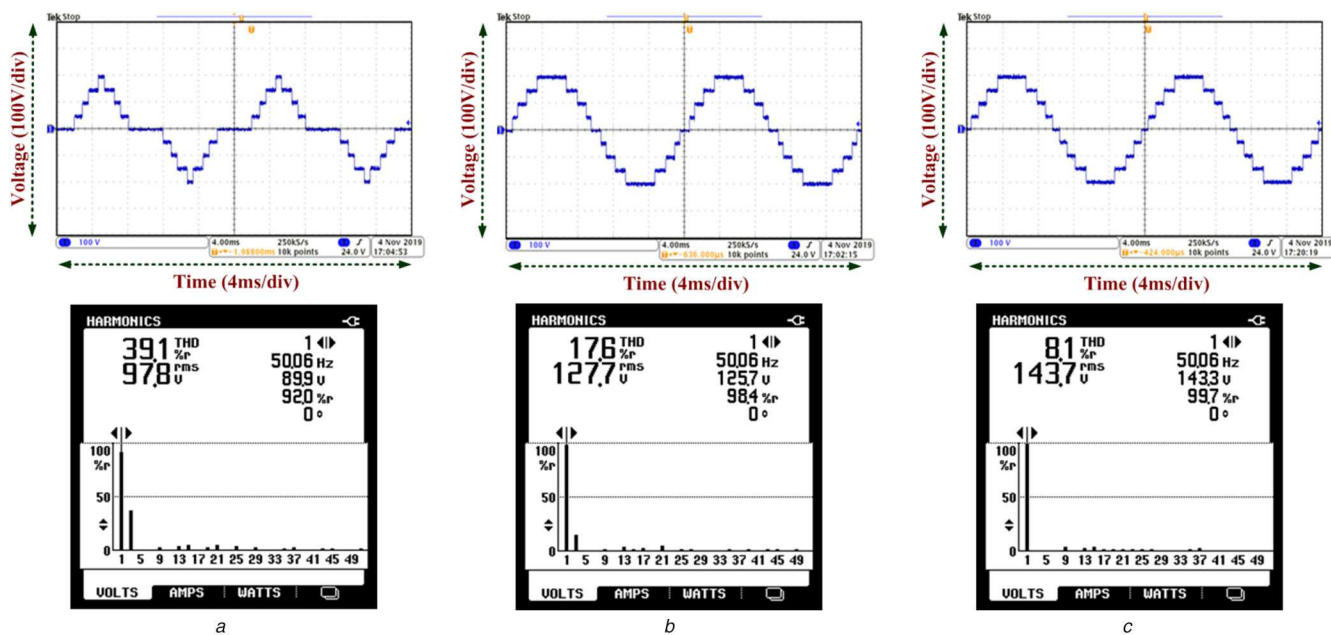 Tek Stop
Voltage (100V/div)
100 V
4.00ms
250kS/s
10k points
24.0 V
4 Nov 2019
17:04:53
Time (4ms/div)
HARMONICS
39.1 THD %r
97.8 rms V
1
50.06 Hz
89.9 V
92.0 %r
0 °
100
%r
50
0
1 5 9 13 17 21 25 29 33 37 41 45 49
VOLTS AMPS WATTS
a
Tek Stop
Voltage (100V/div)
100 V
4.00ms
-636.000µs
250kS/s
10k points
24.0 V
4 Nov 2019
17:02:15
Time (4ms/div)
HARMONICS
17.6 THD %r
127.7 rms V
1
50.06 Hz
125.7 V
98.4 %r
0 °
100
%r
50
0
1 5 9 13 17 21 25 29 33 37 41 45 49
VOLTS AMPS WATTS
b
Tek Stop
Voltage (100V/div)
100 V
4.00ms
-424.000µs
250kS/s
10k points
24.0 V
4 Nov 2019
17:20:19
Time (4ms/div)
HARMONICS
8.1 THD %r
143.7 rms V
1
50.06 Hz
143.3 V
99.7 %r
0 °
100
%r
50
0
1 5 9 13 17 21 25 29 33 37 41 45 49
VOLTS AMPS WATTS
c